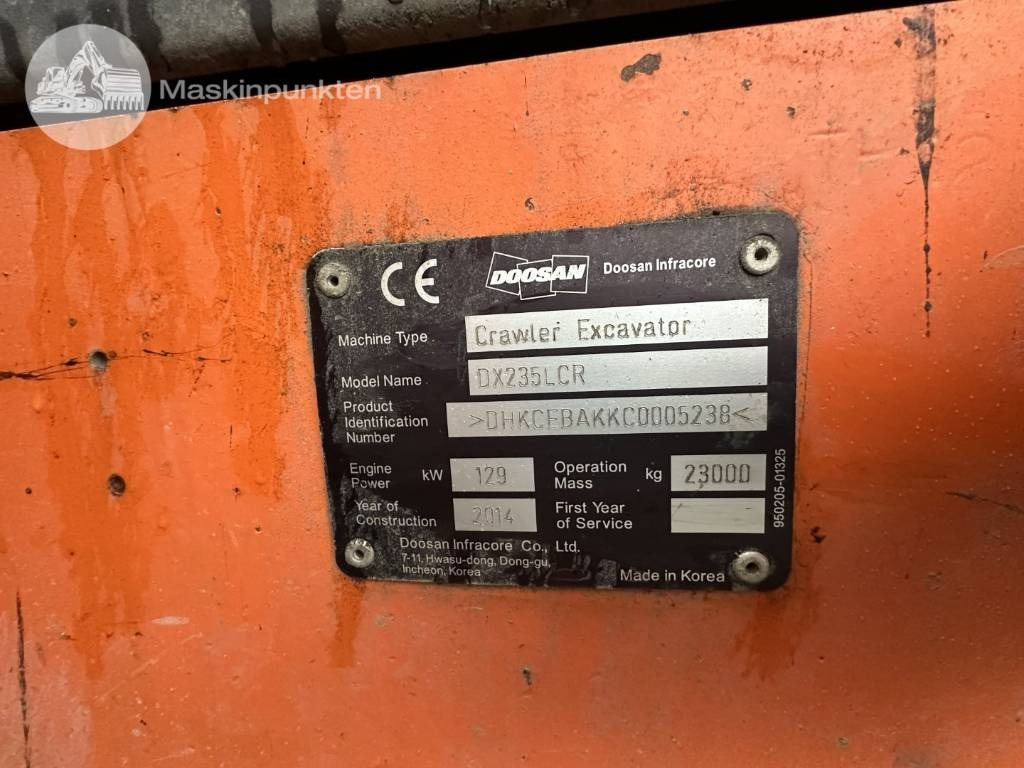 Maskinpunkten
CE DOOSAN Doosan Infracore
Machine Type Crawler Excavator
Model Name DX235LCR
Product
Identification
Number
>DHKCEBAKKC0005238<
Engine
Power
kW 129
Operation
Mass
kg 23000
Year of
Construction
2014
First Year
of Service
950205-01325
Doosan Infracore Co., Ltd.
7-11, Hwasu-dong, Dong-gu,
Incheon, Korea
Made in Korea